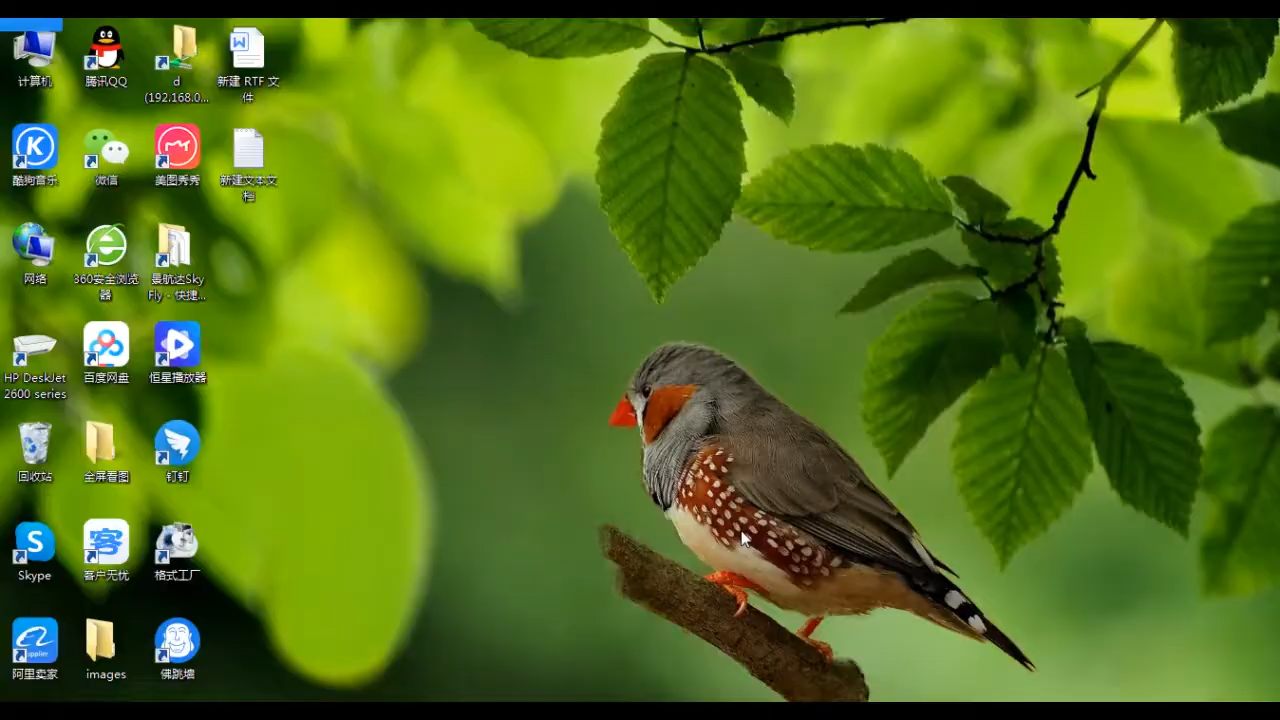 计算机
腾讯QQ
d
(192.168.0...
新建 RTF 文
件
酷狗音乐
微信
美图秀秀
新建文本文
档
网络
360安全浏览
器
景航达Sky
Fly - 快捷...
HP DeskJet
2600 series
百度网盘
恒星播放器
回收站
全屏看图
钉钉
S
Skype
客
客户无忧
格式工厂
supplier
阿里卖家
images
佛跳墙